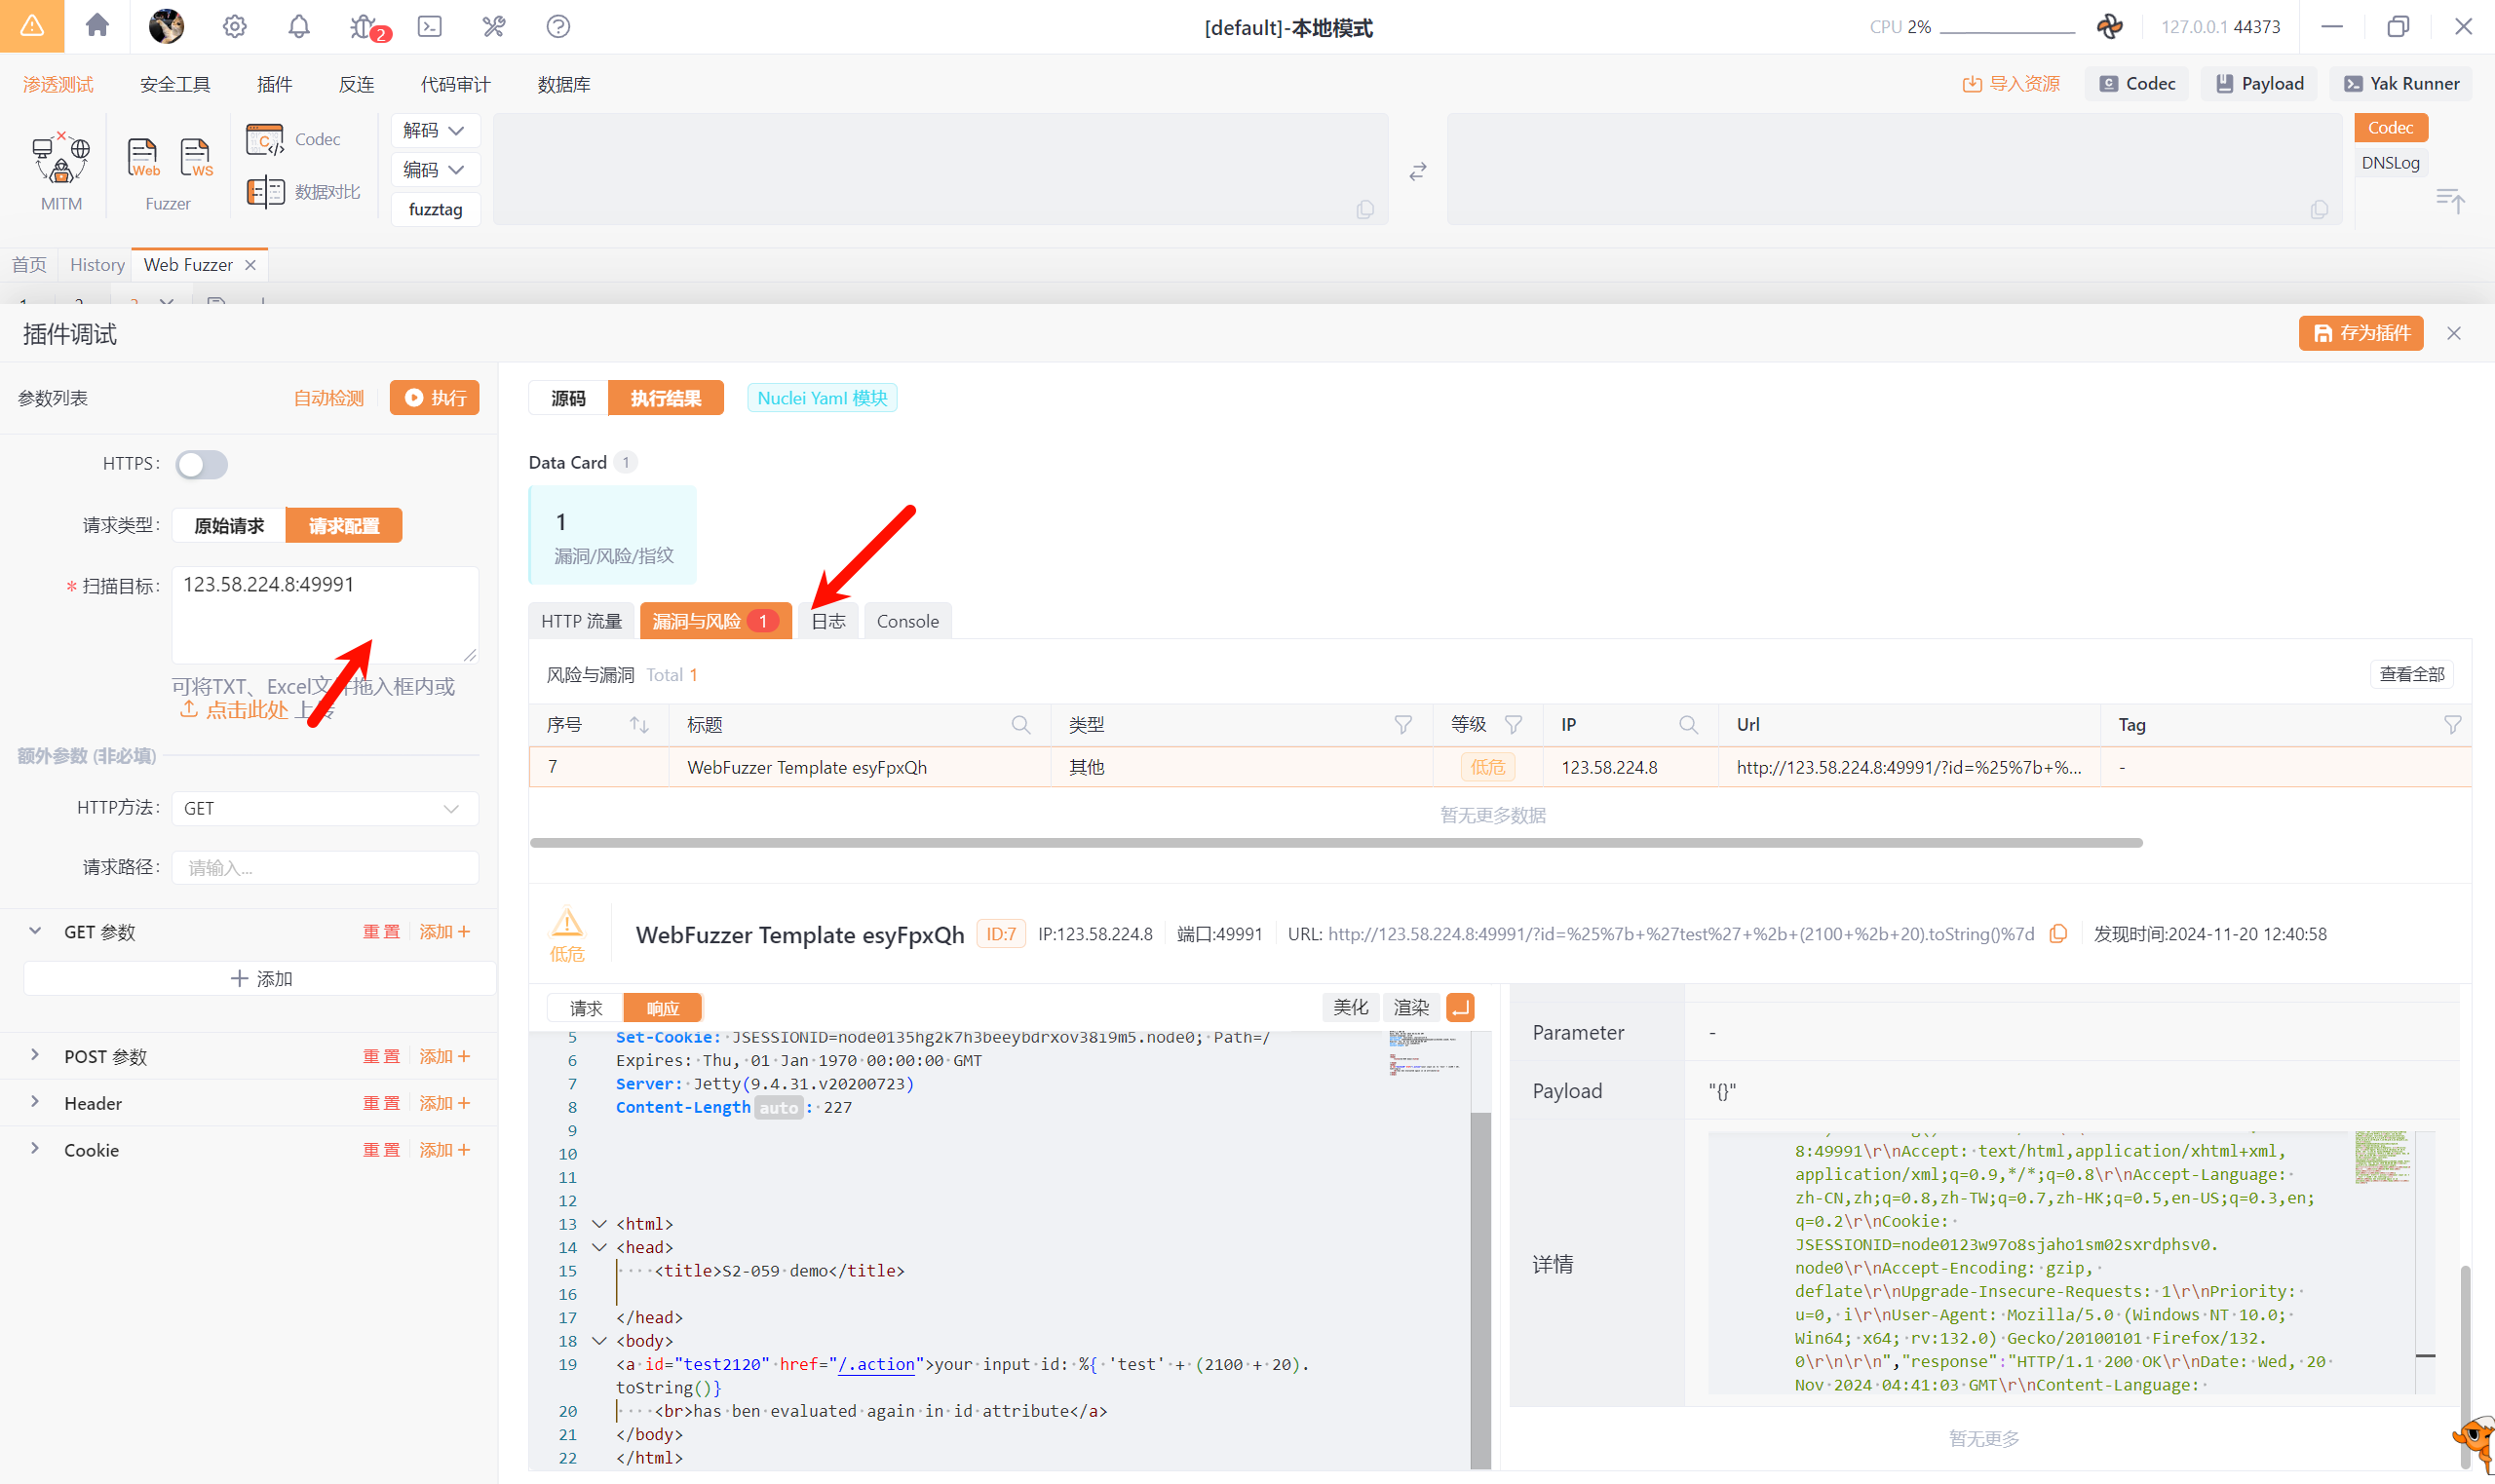 2
[default]-本地模式
CPU 2%
127.0.0.1 44373
渗透测试
安全工具
插件
反连
代码审计
数据库
导入资源
Codec
Payload
Yak Runner
MITM
Web
WS
Fuzzer
Codec
数据对比
解码
编码
fuzztag
Codec
DNSLog
首页
History
Web Fuzzer
插件调试
存为插件
参数列表
自动检测
执行
源码
执行结果
Nuclei Yaml 模块
HTTPS:
请求类型:
原始请求
请求配置
* 扫描目标:
123.58.224.8:49991
可将TXT、Excel文件拖入框内或
点击此处 上传
额外参数 (非必填)
HTTP方法:
GET
请求路径:
请输入...
GET 参数
重置
添加 +
+ 添加
POST 参数
重置
添加 +
Header
重置
添加 +
Cookie
重置
添加 +
Data Card 1
1
漏洞/风险/指纹
HTTP 流量
漏洞与风险 1
日志
Console
风险与漏洞 Total 1
查看全部
序号
标题
类型
等级
IP
Url
Tag
7
WebFuzzer Template esyFpxQh
其他
低危
123.58.224.8
http://123.58.224.8:49991/?id=%25%7b+%...
-
暂无更多数据
低危
WebFuzzer Template esyFpxQh
ID:7
IP:123.58.224.8
端口:49991
URL: http://123.58.224.8:49991/?id=%25%7b+%27test%27+%2b+(2100+%2b+20).toString()%7d
发现时间:2024-11-20 12:40:58
请求
响应
美化
渲染
5 Set-Cookie: JSESSIONID=node0135hg2k7h3beeybdrxov38i9m5.node0; Path=/
6 Expires: Thu, 01 Jan 1970 00:00:00 GMT
7 Server: Jetty(9.4.31.v20200723)
8 Content-Length auto : 227
9
10
11
12
13 <html>
14 <head>
15 <title>S2-059 demo</title>
16
17 </head>
18 <body>
19 <a id="test2120" href="/.action">your input id: %{ 'test' + (2100 + 20).
toString()}
20 <br>has ben evaluated again in id attribute</a>
21 </body>
22 </html>
Parameter
-
Payload
"{}"
详情
8:49991\r\nAccept: text/html,application/xhtml+xml,
application/xml;q=0.9,*/*;q=0.8\r\nAccept-Language:
zh-CN,zh;q=0.8,zh-TW;q=0.7,zh-HK;q=0.5,en-US;q=0.3,en;
q=0.2\r\nCookie:
JSESSIONID=node0123w97o8sjaho1sm02sxrdphsv0.
node0\r\nAccept-Encoding: gzip,
deflate\r\nUpgrade-Insecure-Requests: 1\r\nPriority:
u=0, i\r\nUser-Agent: Mozilla/5.0 (Windows NT 10.0;
Win64; x64; rv:132.0) Gecko/20100101 Firefox/132.
0\r\n\r\n","response":"HTTP/1.1 200 OK\r\nDate: Wed, 20
Nov 2024 04:41:03 GMT\r\nContent-Language:
暂无更多